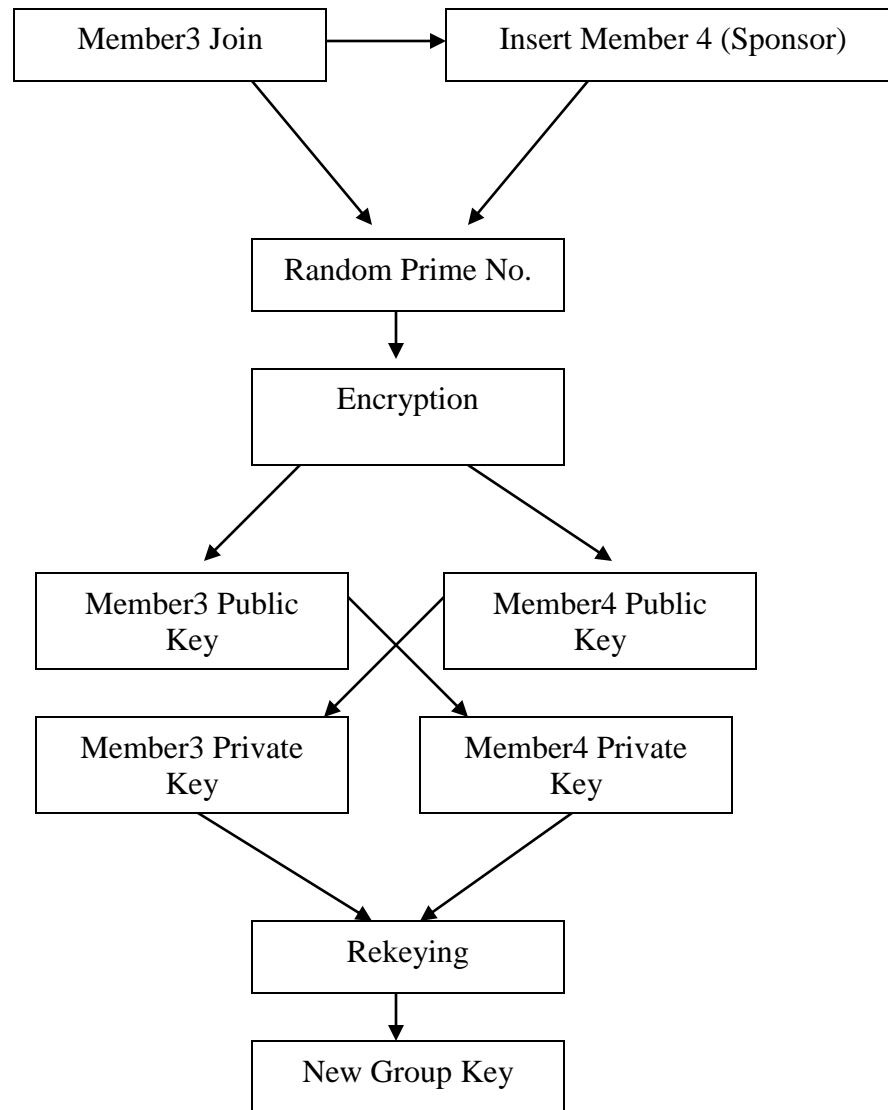 Member3 Join
Insert Member 4 (Sponsor)
Random Prime No.
Encryption
Member3 Public
Key
Member4 Public
Key
Member3 Private
Key
Member4 Private
Key
Rekeying
New Group Key